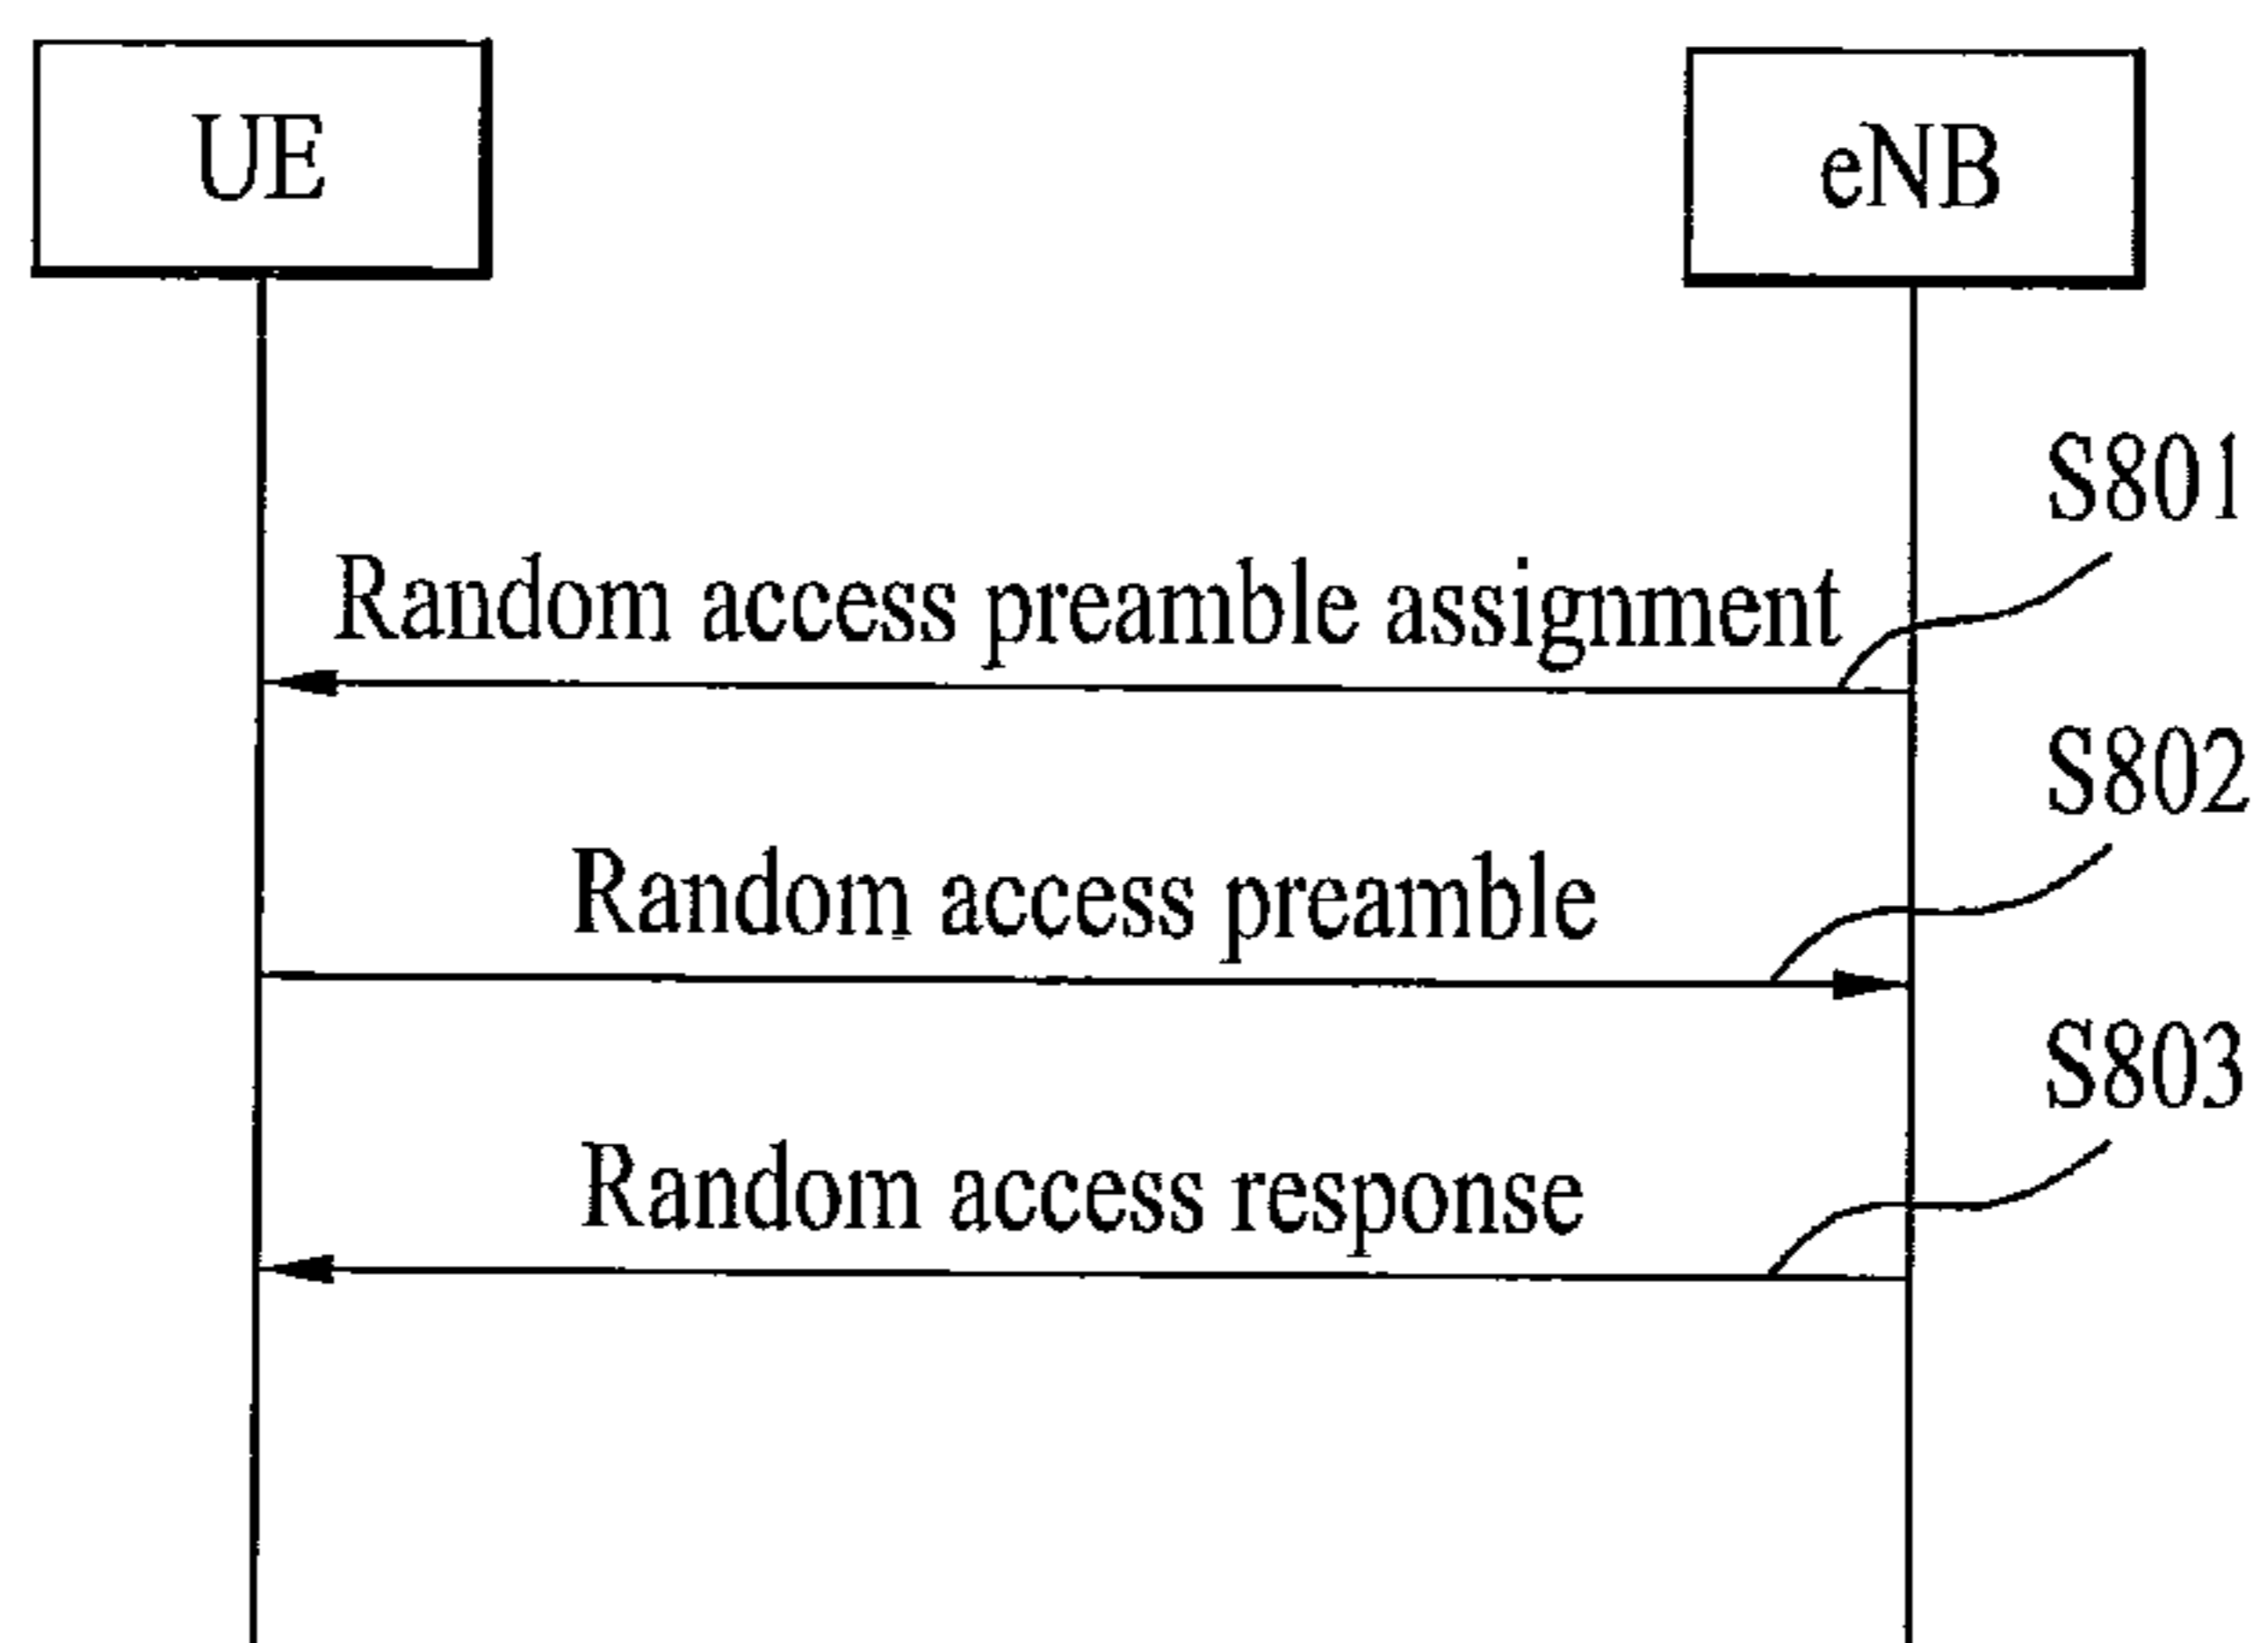 UE
eNB
S801
Random access preamble assignment
S802
Random access preamble
S803
Random access response